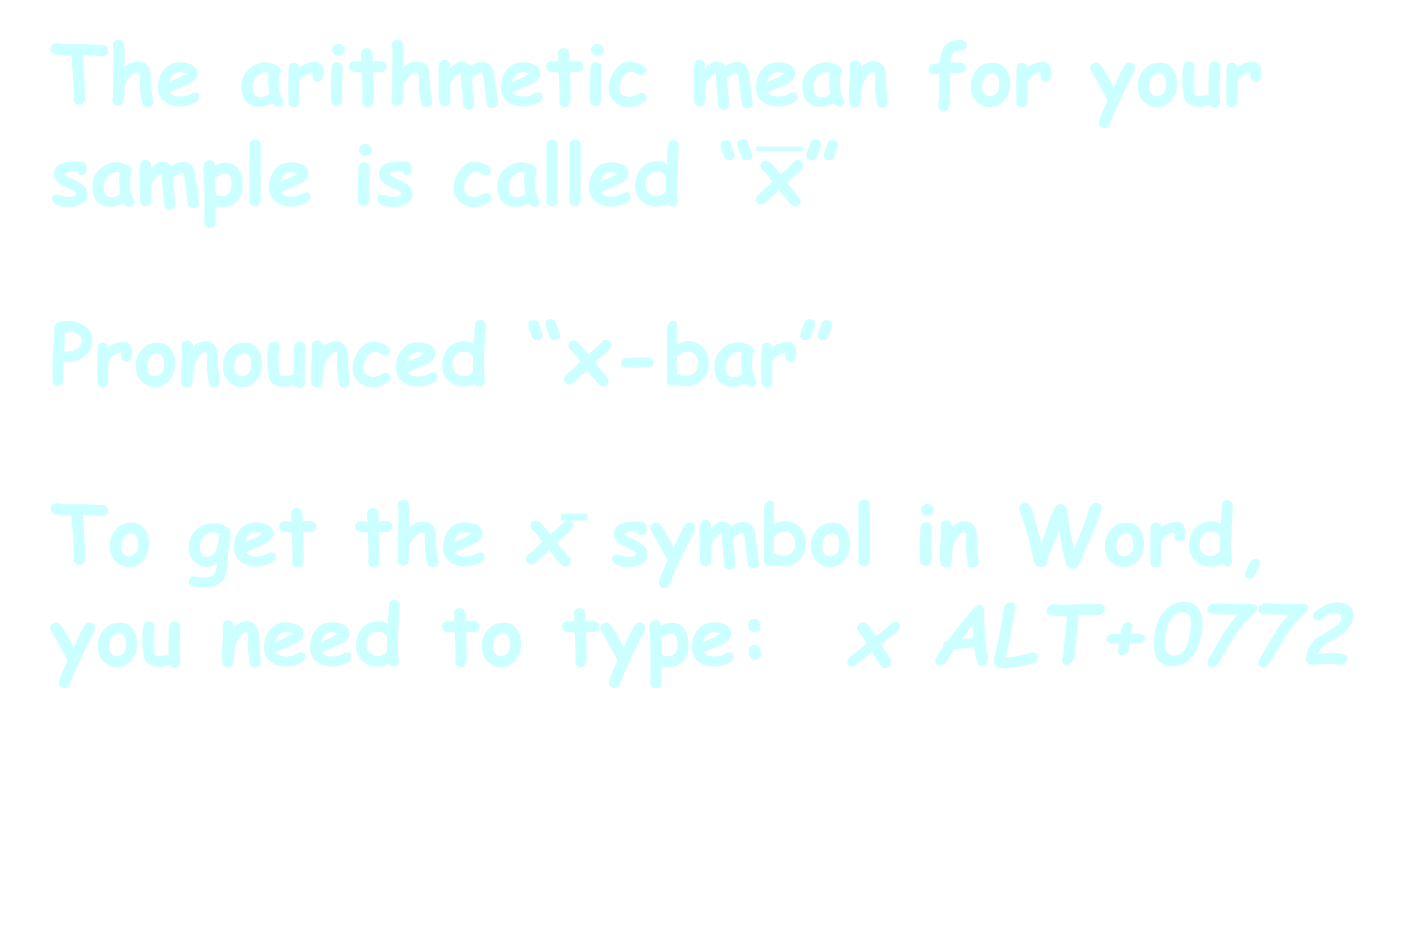 The arithmetic mean for your
sample is called “x̅”
Pronounced “x-bar”
To get the x̄ symbol in Word,
you need to type:  x ALT+0772